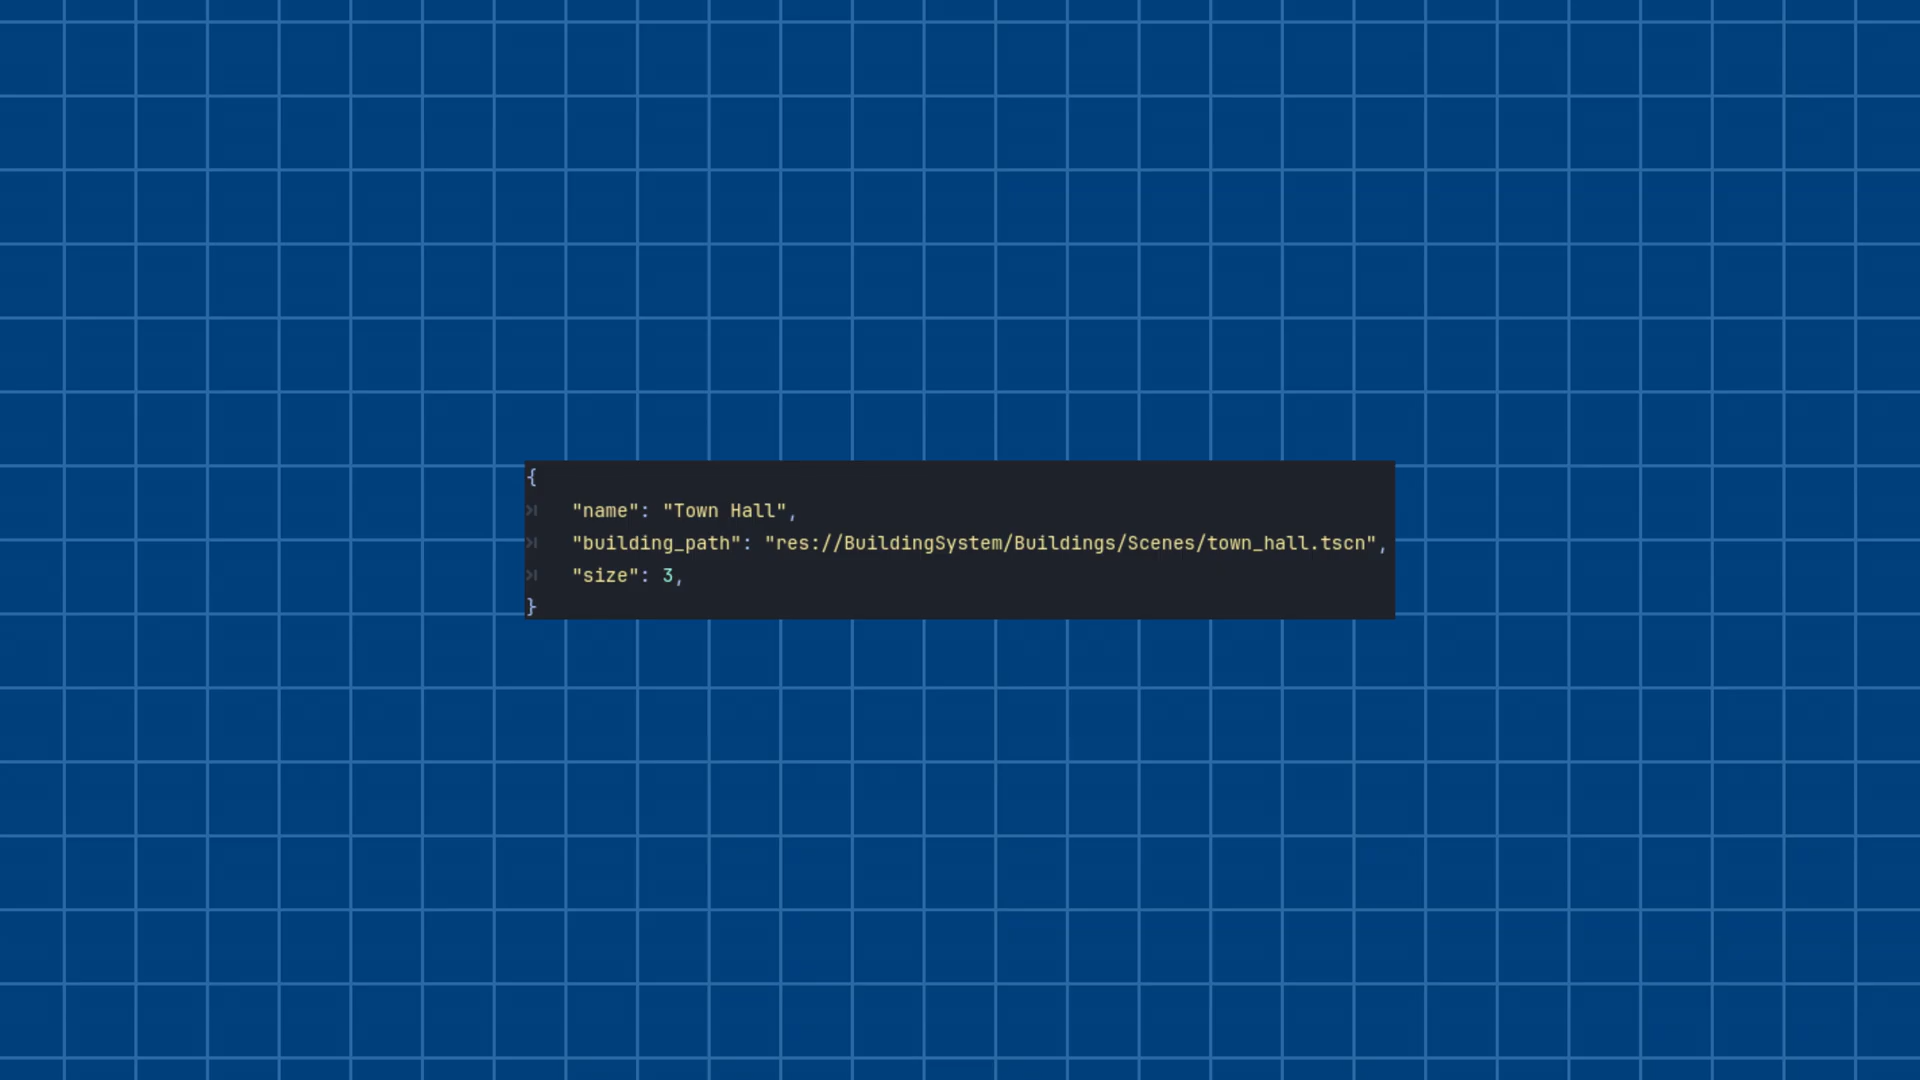 {
"name": "Town Hall",
"building_path": "res://BuildingSystem/Buildings/Scenes/town_hall.tscn",
"size": 3,
}